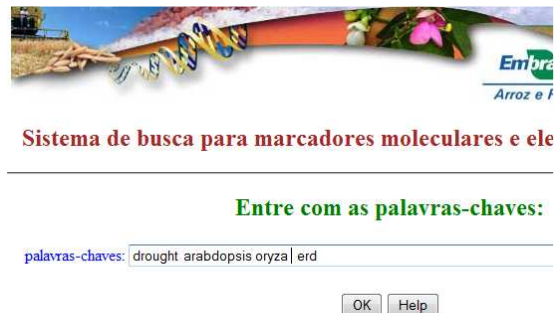 Embra
Arroz e F
Sistema de busca para marcadores moleculares e ele
Entre com as palavras-chaves:
palavras-chaves: drought arabdopsis oryza erd
OK Help